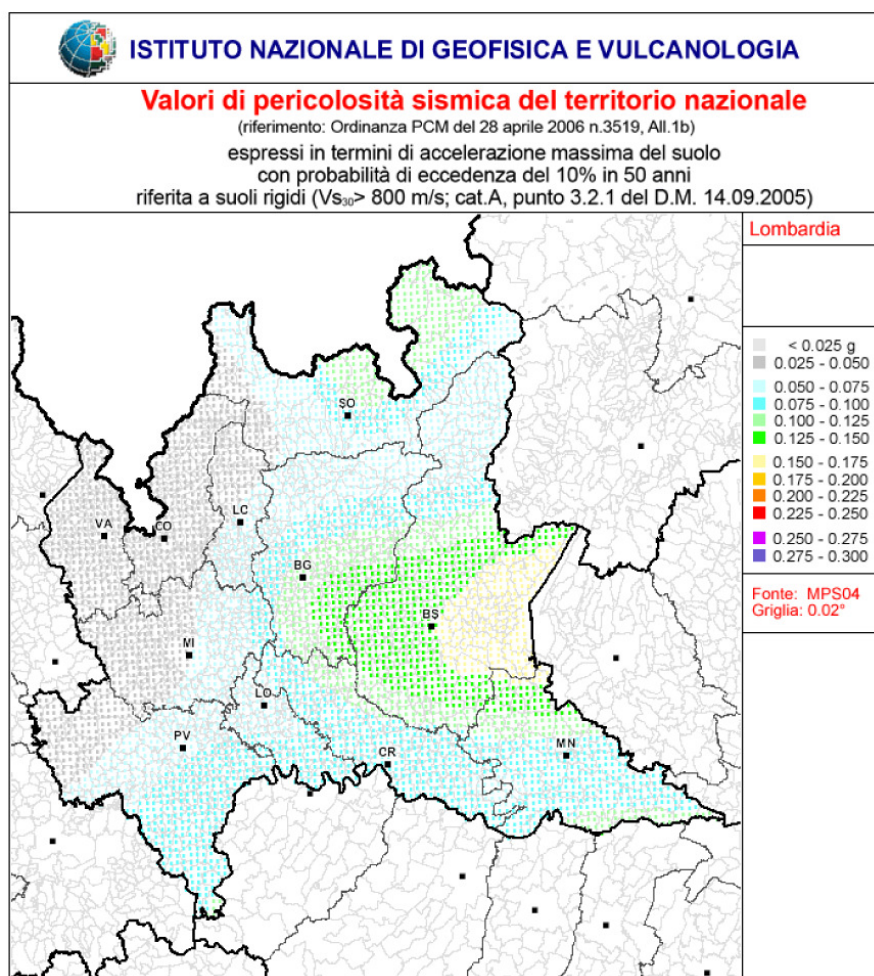 ISTITUTO NAZIONALE DI GEOFISICA E VULCANOLOGIA
Valori di pericolosità sismica del territorio nazionale
(riferimento: Ordinanza PCM del 28 aprile 2006 n.3519, All.1b)
espressi in termini di accelerazione massima del suolo
con probabilità di eccedenza del 10% in 50 anni
riferita a suoli rigidi (Vs₃₀> 800 m/s; cat.A, punto 3.2.1 del D.M. 14.09.2005)
Lombardia
< 0.025 g
0.025 - 0.050
0.050 - 0.075
0.075 - 0.100
0.100 - 0.125
0.125 - 0.150
0.150 - 0.175
0.175 - 0.200
0.200 - 0.225
0.225 - 0.250
0.250 - 0.275
0.275 - 0.300
Fonte: MPS04
Griglia: 0.02°
SO
LC
VA
CO
BG
BS
MI
LO
PV
MN
CR